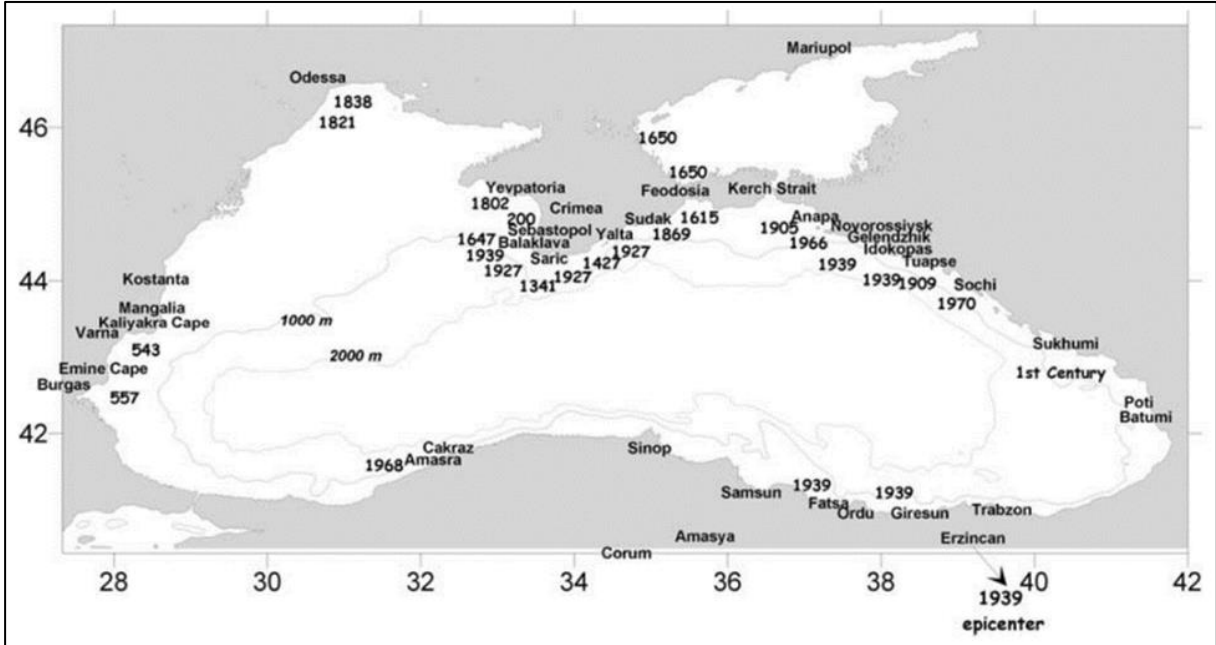 Mariupol
Odessa
1838
1821
46
1650
1650
Yevpatoria
Feodosia
Kerch Strait
1802
Crimea
200
Sudak
1615
Anapa
Sebastopol
Yalta
1869
1905
Novorossiysk
1647
Balaklava
1927
1966
Gelendzhik
1939
Saric
1427
Idokopas
1927
1927
1939
Tuapse
1341
1939
1909
Sochi
1970
44
Kostanta
Mangalia
Kaliyakra Cape
Varna
1000 m
543
2000 m
Sukhumi
Emine Cape
1st Century
Burgas
557
Poti
Batumi
42
Cakraz
Sinop
1968
Amasra
1939
1939
Samsun
Fatsa
Ordu
Giresun
Trabzon
Amasya
Erzincan
Corum
28
30
32
34
36
38
40
42
1939
epicenter